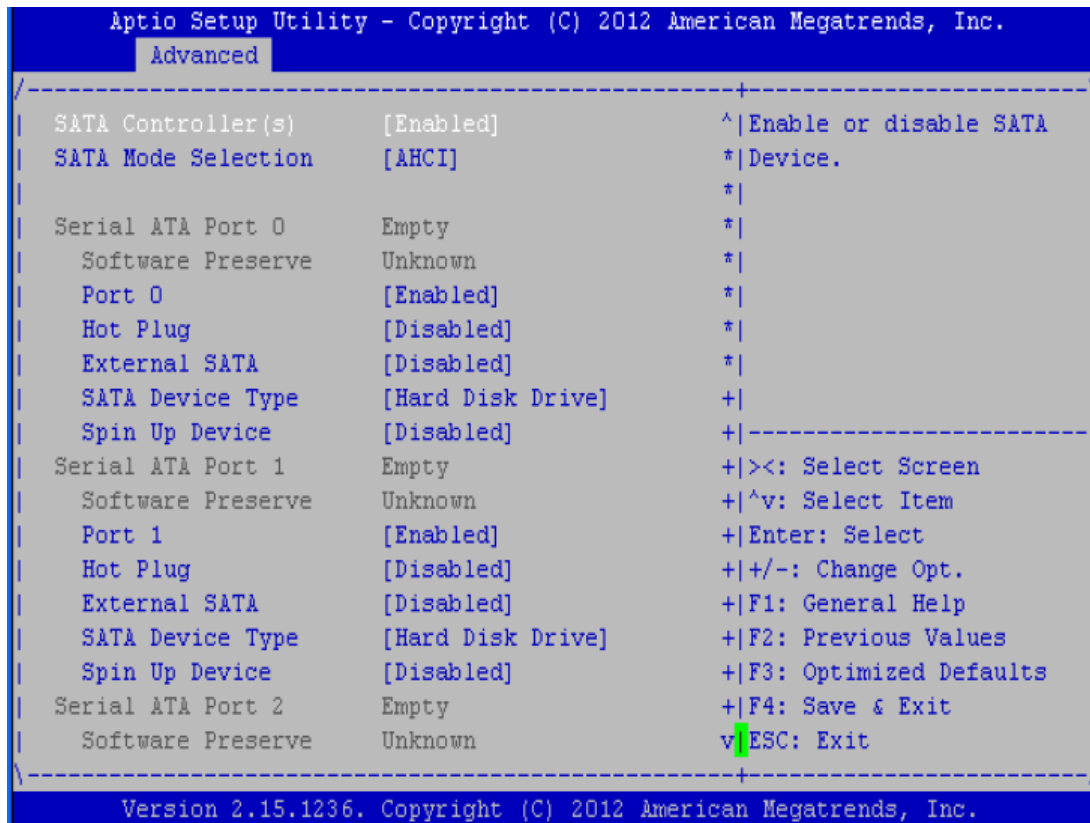 Aptio Setup Utility - Copyright (C) 2012 American Megatrends, Inc.
Advanced
/----------------------------------------------------+-------------------------\
| SATA Controller(s) [Enabled] ^|Enable or disable SATA
| SATA Mode Selection [AHCI] *|Device.
| *|
| Serial ATA Port 0 Empty *|
| Software Preserve Unknown *|
| Port 0 [Enabled] *|
| Hot Plug [Disabled] *|
| External SATA [Disabled] *|
| SATA Device Type [Hard Disk Drive] +|
| Spin Up Device [Disabled] +|-------------------------
| Serial ATA Port 1 Empty +|><: Select Screen
| Software Preserve Unknown +|^v: Select Item
| Port 1 [Enabled] +|Enter: Select
| Hot Plug [Disabled] +|+/-: Change Opt.
| External SATA [Disabled] +|F1: General Help
| SATA Device Type [Hard Disk Drive] +|F2: Previous Values
| Spin Up Device [Disabled] +|F3: Optimized Defaults
| Serial ATA Port 2 Empty +|F4: Save & Exit
| Software Preserve Unknown v|ESC: Exit
\----------------------------------------------------+-------------------------
Version 2.15.1236. Copyright (C) 2012 American Megatrends, Inc.